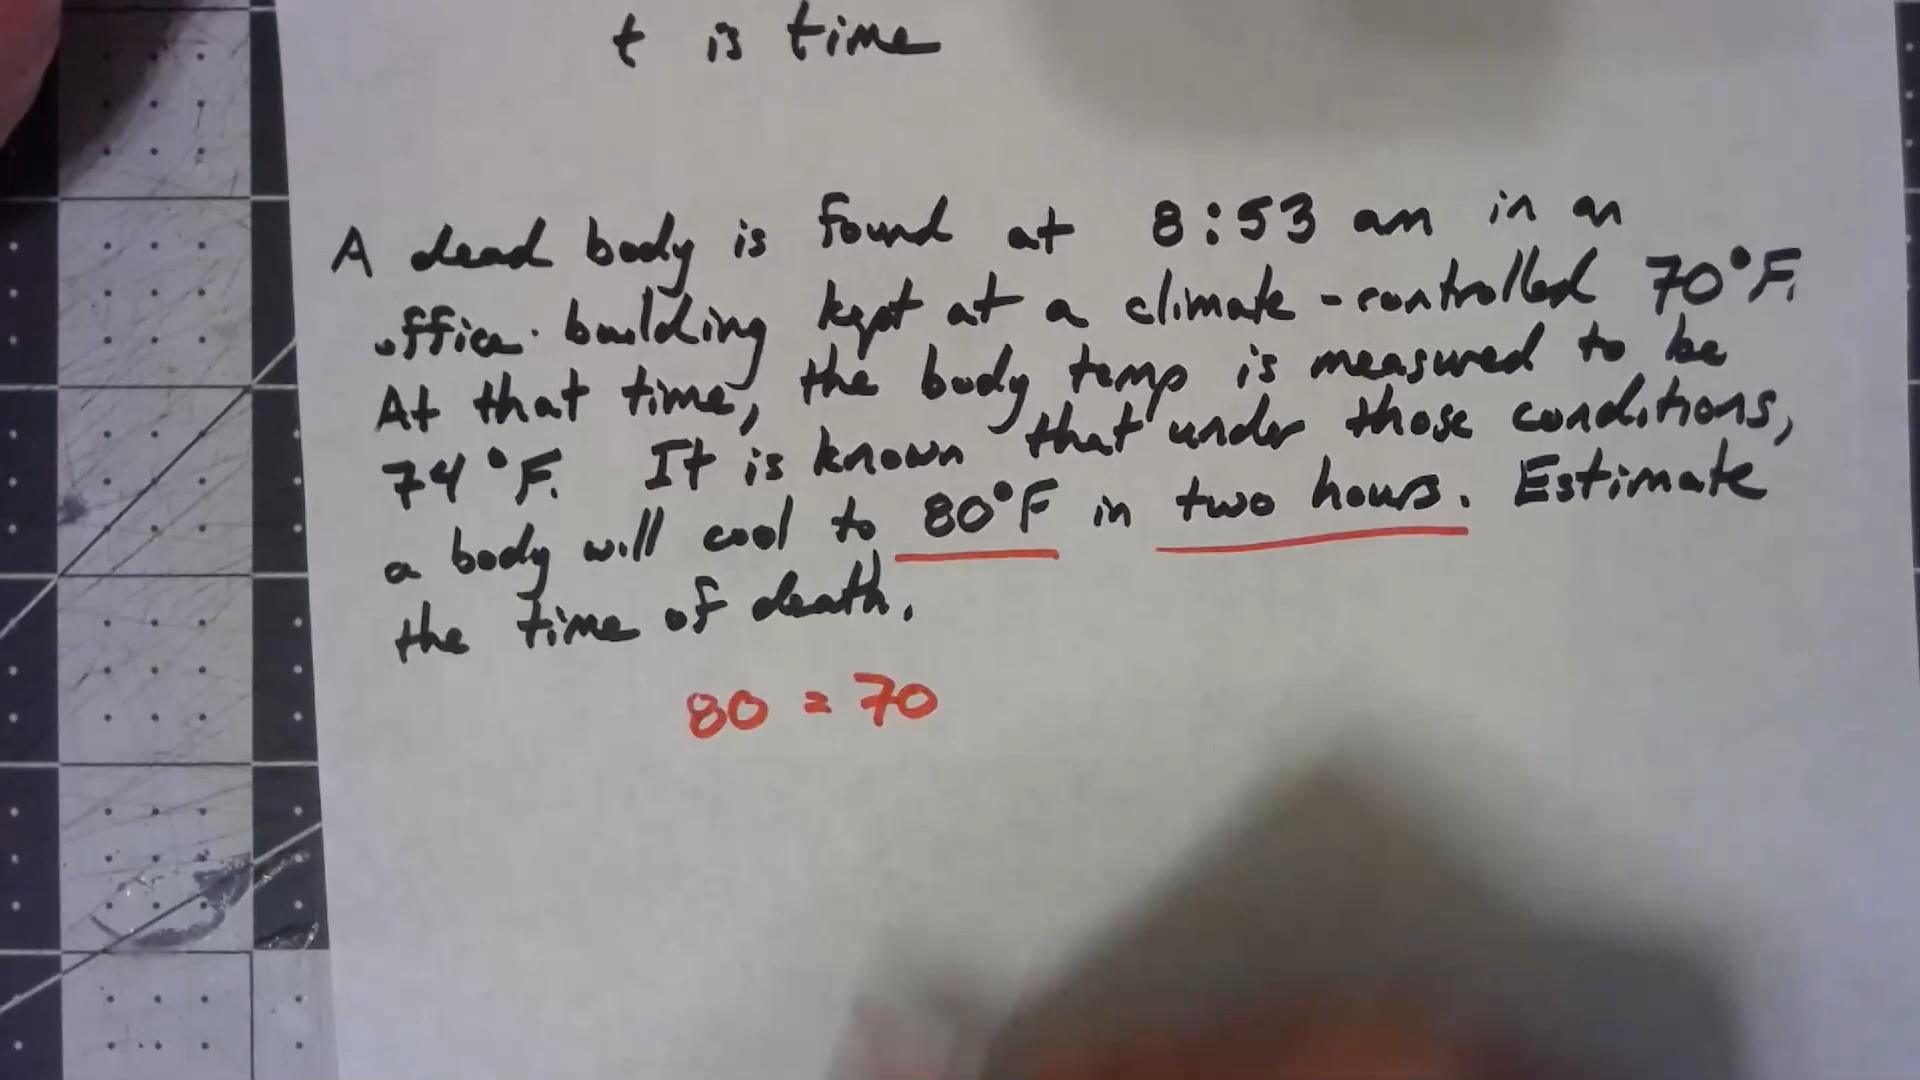 t is time
A dead body is found at 8:53 am in an
office building kept at a climate-controlled 70°F.
At that time, the body temp is measured to be
74°F. It is known that under those conditions,
a body will cool to 80°F in two hours. Estimate
the time of death.
80 = 70